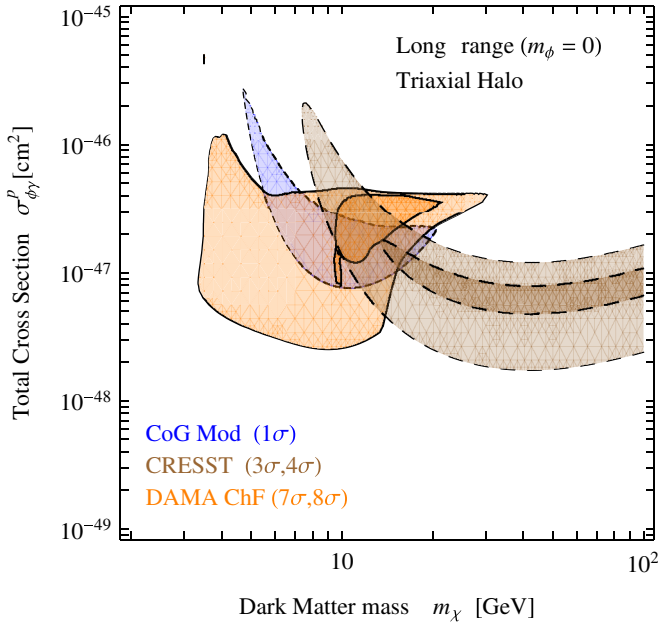 Long range (m_ϕ = 0)
Triaxial Halo
10^−45
10^−46
10^−47
10^−48
10^−49
Total Cross Section σ^p_ϕγ [cm^2]
CoG Mod (1σ)
CRESST (3σ,4σ)
DAMA ChF (7σ,8σ)
10
10^2
Dark Matter mass m_χ [GeV]